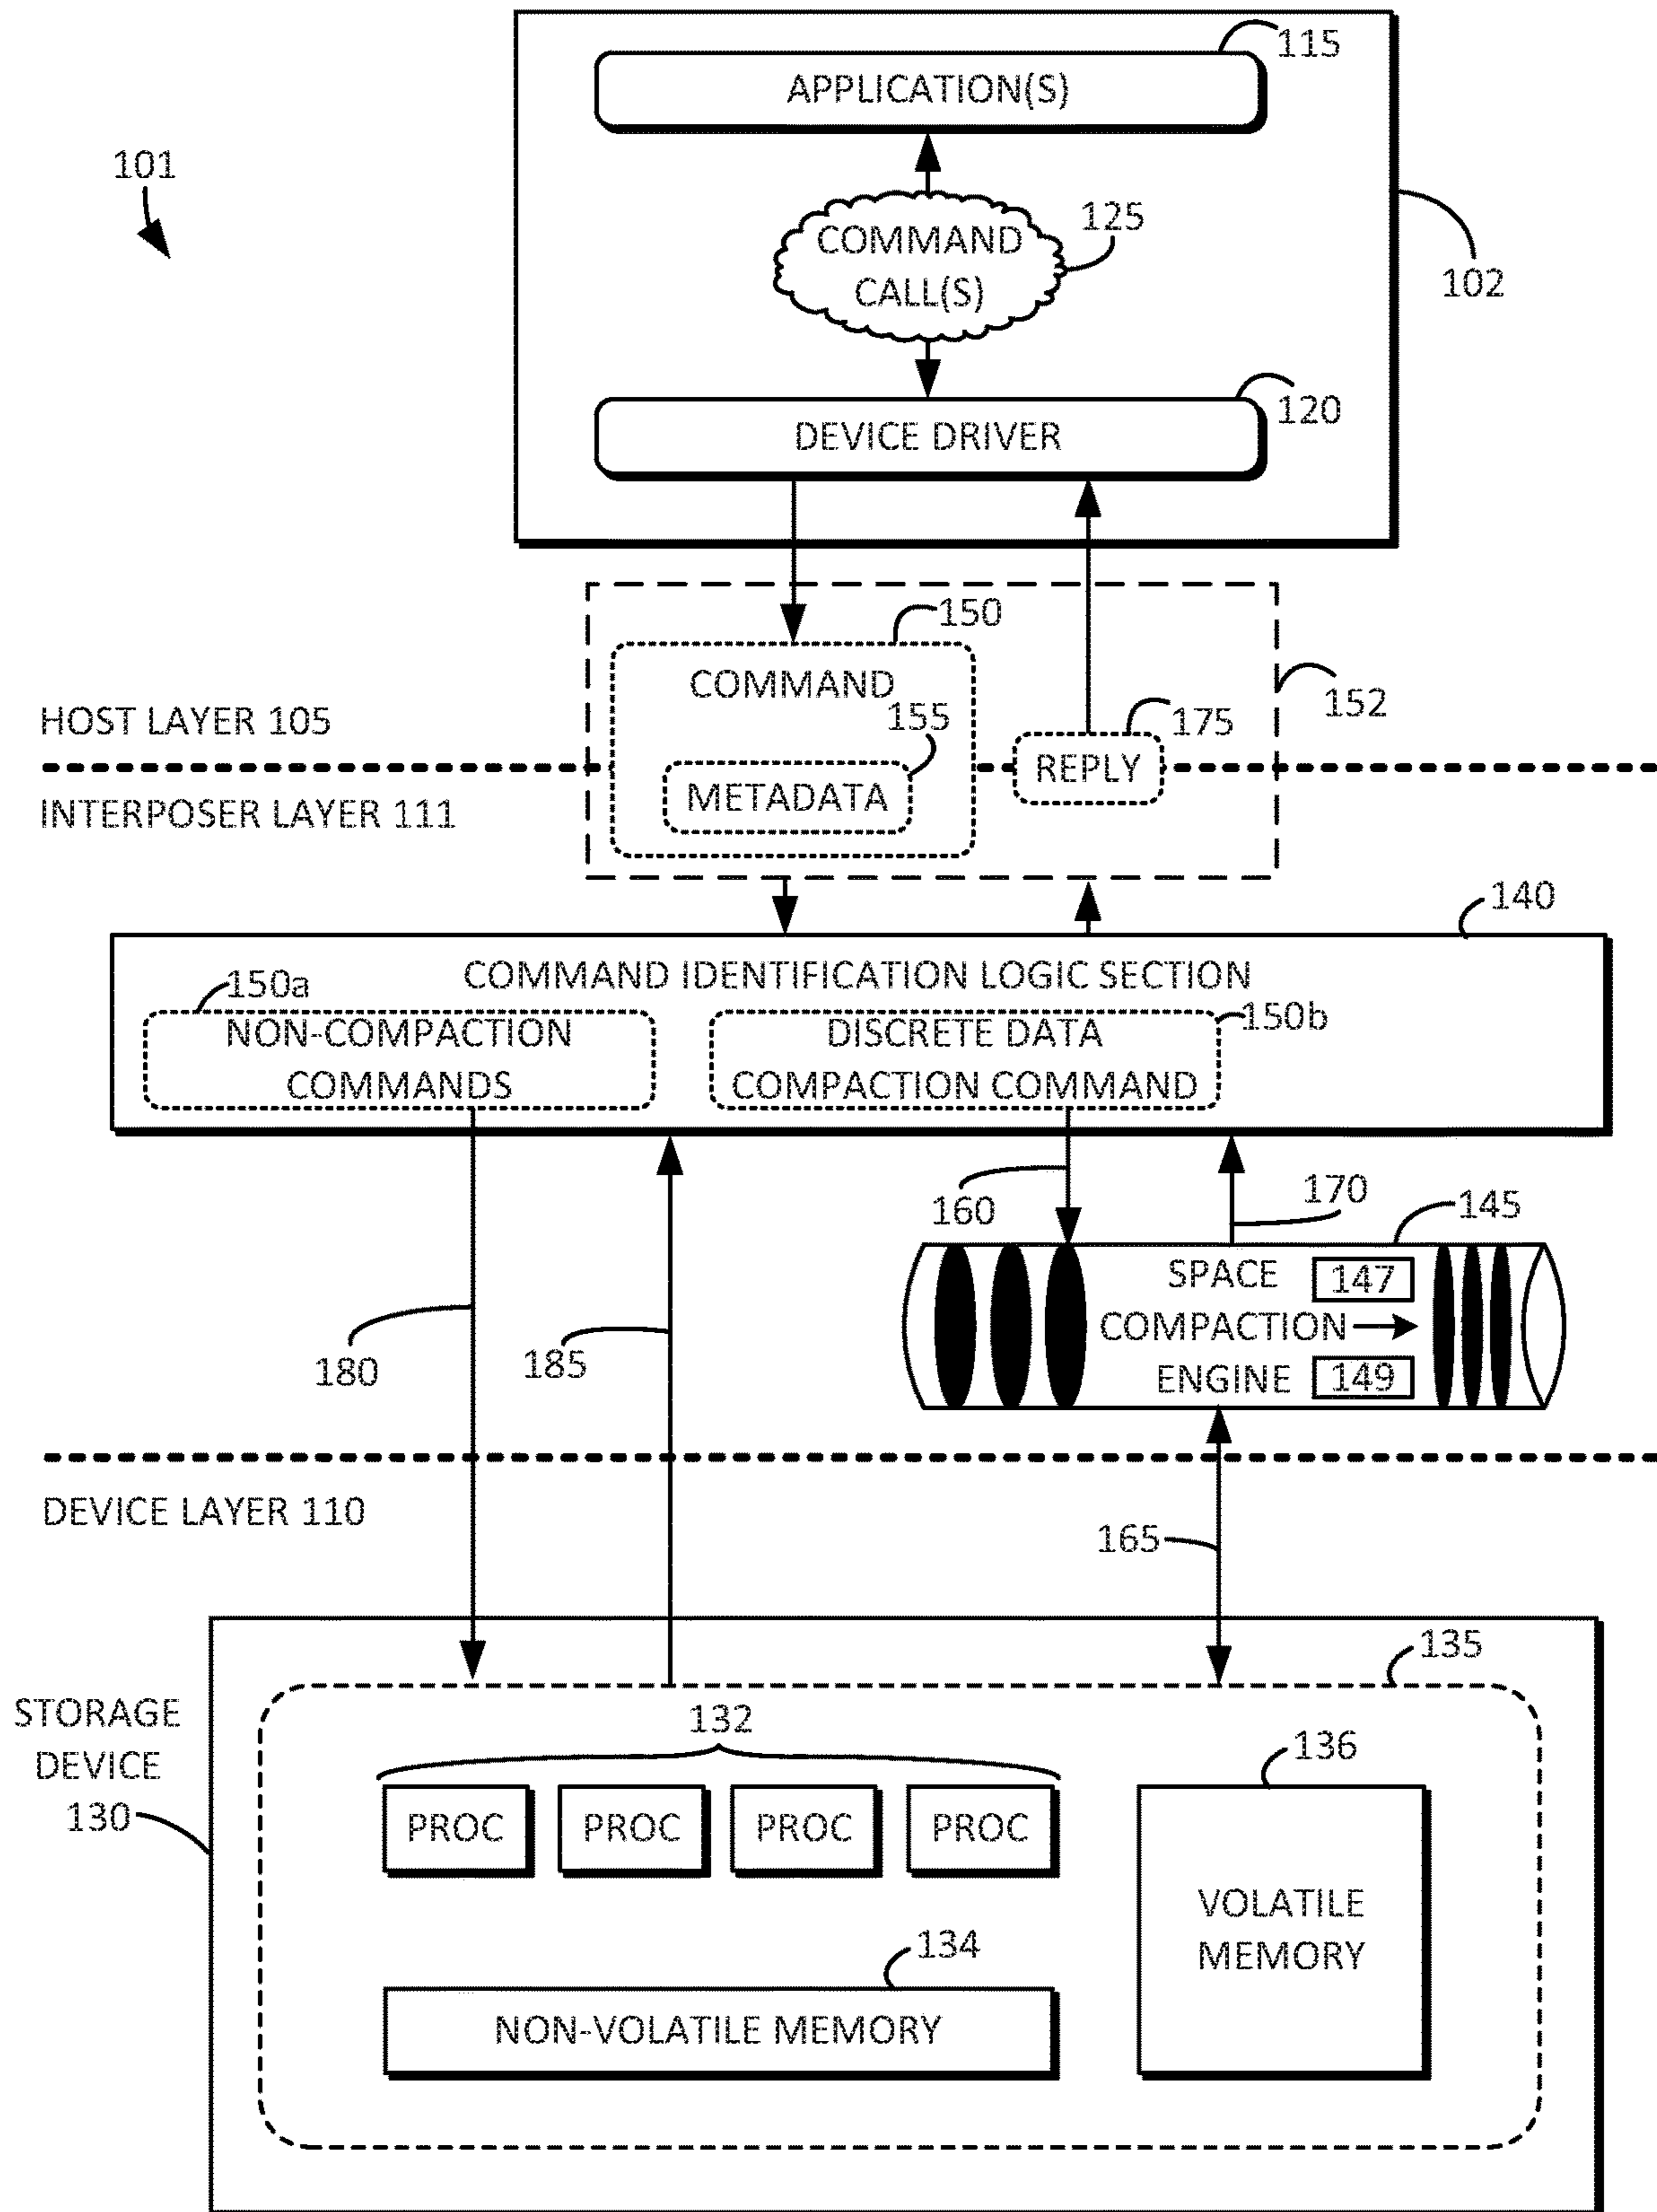 115
APPLICATION(S)
101
125
COMMAND
CALL(S)
102
120
DEVICE DRIVER
150
COMMAND
152
155
175
HOST LAYER 105
REPLY
METADATA
INTERPOSER LAYER 111
140
COMMAND IDENTIFICATION LOGIC SECTION
150a
150b
NON-COMPACTION
COMMANDS
DISCRETE DATA
COMPACTION COMMAND
160
170
145
SPACE
147
COMPACTION
ENGINE
149
180
185
DEVICE LAYER 110
165
135
STORAGE
DEVICE
130
132
136
PROC
PROC
PROC
PROC
VOLATILE
MEMORY
134
NON-VOLATILE MEMORY